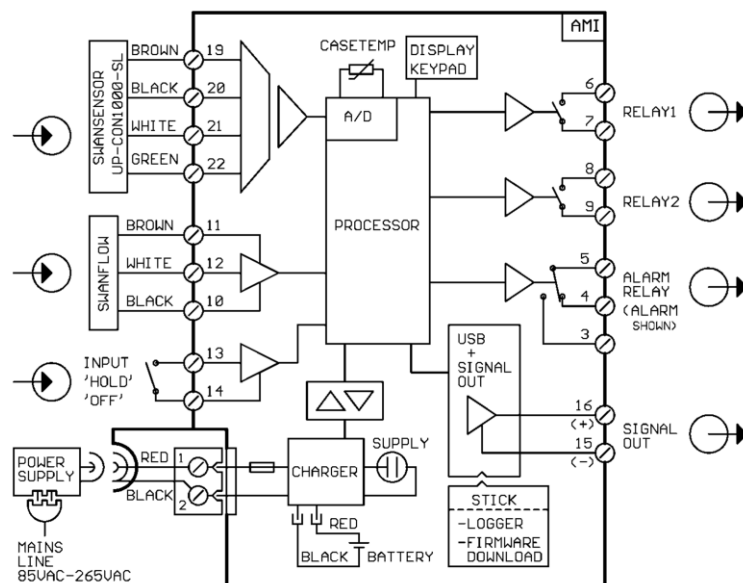 AMI
SWANSENSOR
UP-CON1000-SL
BROWN 19
BLACK 20
WHITE 21
GREEN 22
CASETEMP
DISPLAY
KEYPAD
A/D
PROCESSOR
6
7
RELAY1
8
9
RELAY2
SWANFLOW
BROWN 11
WHITE 12
BLACK 10
5
4
3
ALARM
RELAY
(ALARM
SHOWN)
INPUT
'HOLD'
'OFF'
13
14
USB
+
SIGNAL
OUT
16
(+)
15
(-)
SIGNAL
OUT
POWER
SUPPLY
RED
BLACK
1
2
CHARGER
SUPPLY
RED
BLACK
BATTERY
STICK
-LOGGER
-FIRMWARE
DOWNLOAD
MAINS
LINE
85VAC-265VAC